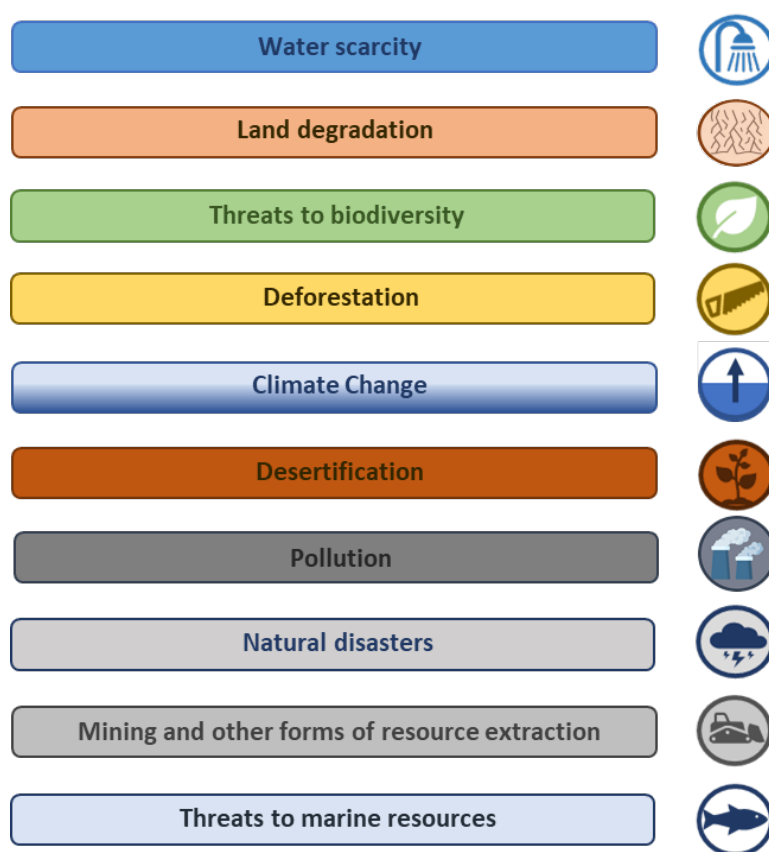 Water scarcity
Land degradation
Threats to biodiversity
Deforestation
Climate Change
Desertification
Pollution
Natural disasters
Mining and other forms of resource extraction
Threats to marine resources